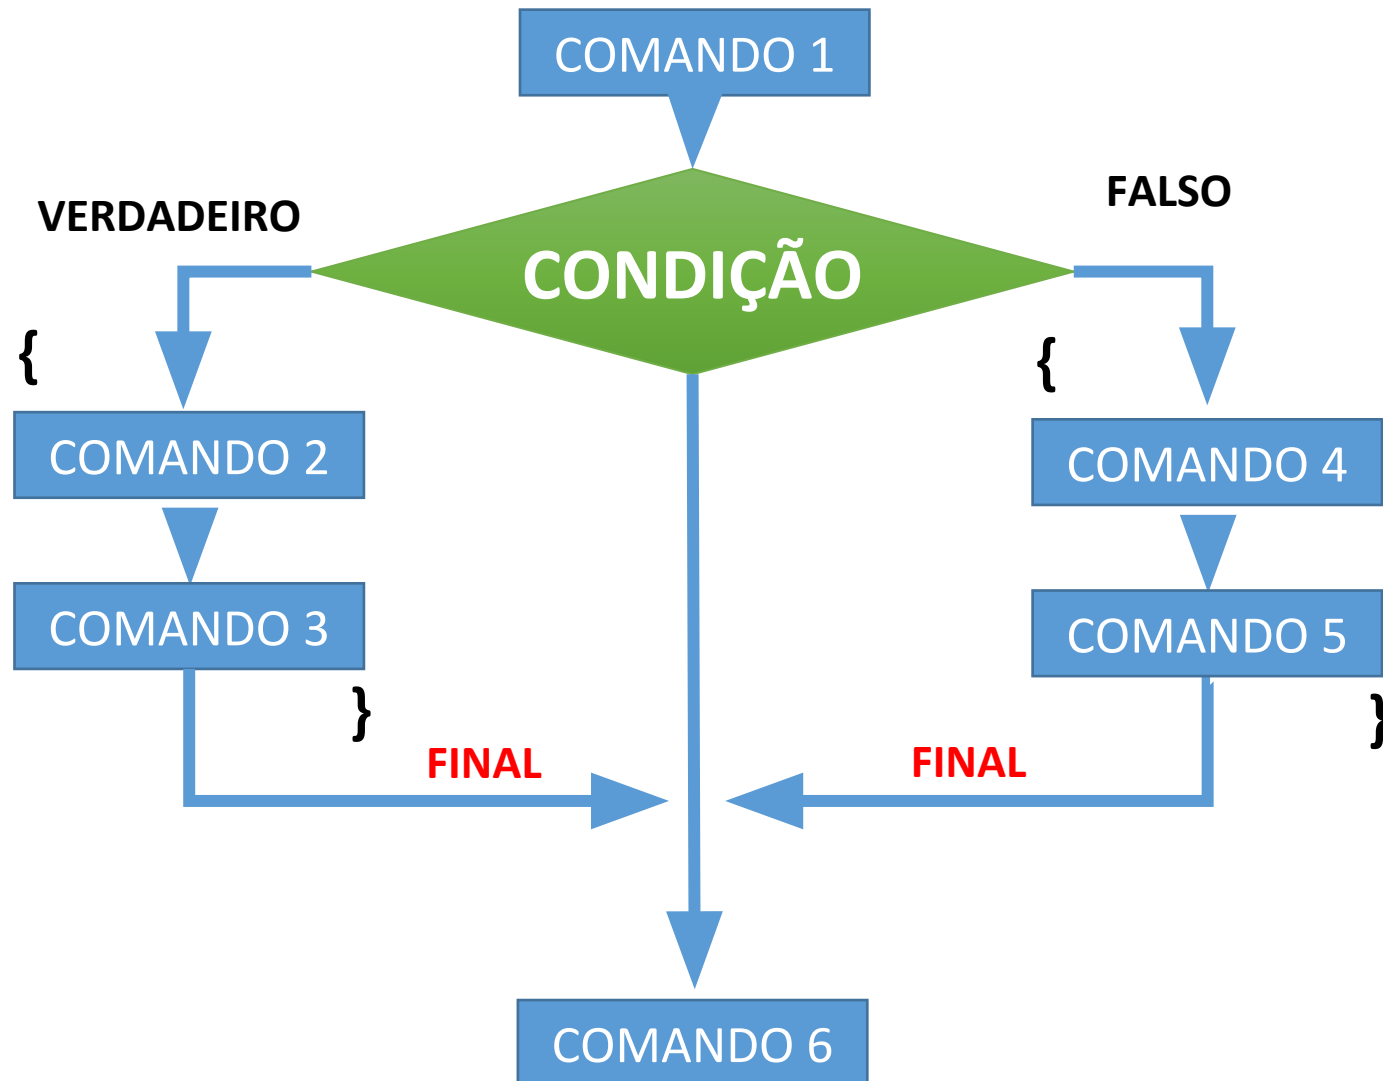 COMANDO 1
VERDADEIRO
FALSO
CONDIÇÃO
{
{
COMANDO 2
COMANDO 4
COMANDO 3
COMANDO 5
}
}
FINAL
FINAL
COMANDO 6